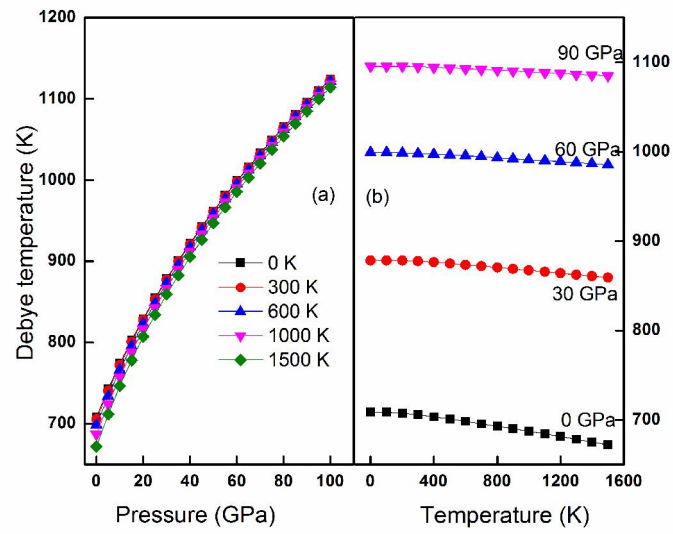 1200
1100
1000
900
800
700
Debye temperature (K)
0 20 40 60 80 100
Pressure (GPa)
(a)
0 K
300 K
600 K
1000 K
1500 K
(b)
90 GPa
60 GPa
30 GPa
0 GPa
1100
1000
900
800
700
0 400 800 1200 1600
Temperature (K)